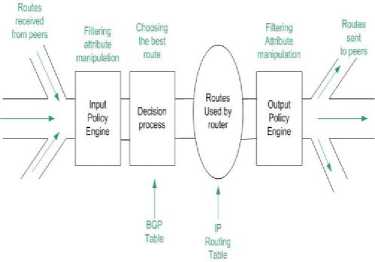 Routes
received
from peers
Filtering
attribute
manipulation
Choosing
the best
route
Filtering
Attribute
manipulation
Routes
sent
to peers
Input
Policy
Engine
Decision
process
Routes
Used by
router
Output
Policy
Engine
BGP
Table
IP
Routing
Table